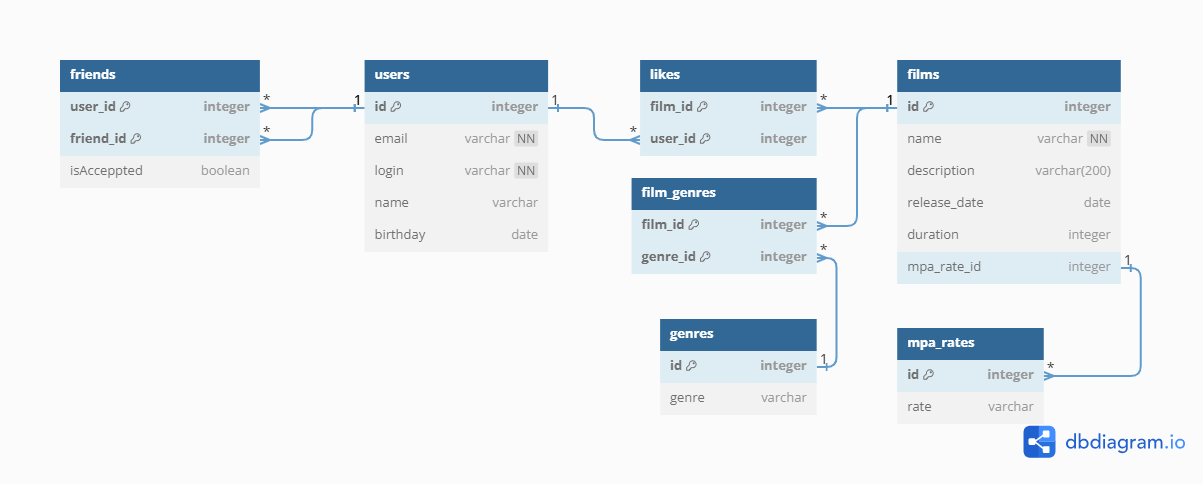 friends
user_id integer
friend_id integer
isAcceppted boolean
* 
*
1
users
id integer
email varchar NN
login varchar NN
name varchar
birthday date
1
*
likes
film_id integer
user_id integer
*
1
film_genres
film_id integer
genre_id integer
*
*
genres
id integer
genre varchar
1
films
id integer
name varchar NN
description varchar(200)
release_date date
duration integer
mpa_rate_id integer
1
mpa_rates
id integer
rate varchar
*
dbdiagram.io